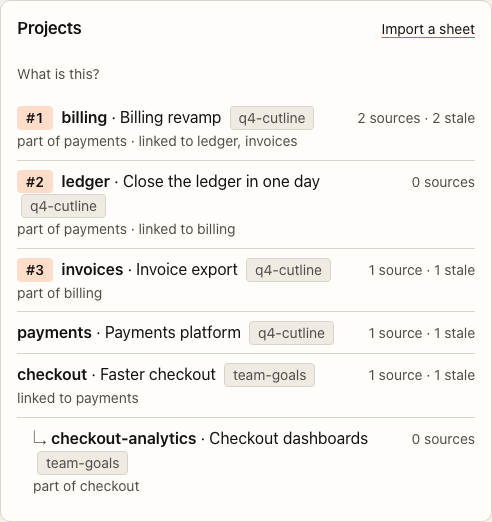 Projects Import a sheet
What is this?
#1 billing · Billing revamp q4-cutline 2 sources · 2 stale
part of payments · linked to ledger, invoices
#2 ledger · Close the ledger in one day 0 sources
q4-cutline
part of payments · linked to billing
#3 invoices · Invoice export q4-cutline 1 source · 1 stale
part of billing
payments · Payments platform q4-cutline 1 source · 1 stale
checkout · Faster checkout team-goals 1 source · 1 stale
linked to payments
checkout-analytics · Checkout dashboards 0 sources
team-goals
part of checkout